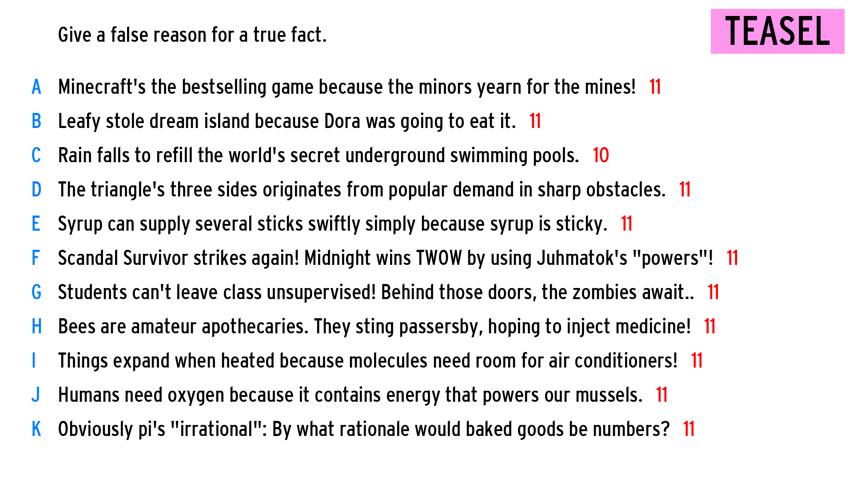 Give a false reason for a true fact.
TEASEL
A Minecraft's the bestselling game because the minors yearn for the mines! 11
B Leafy stole dream island because Dora was going to eat it. 11
C Rain falls to refill the world's secret underground swimming pools. 10
D The triangle's three sides originates from popular demand in sharp obstacles. 11
E Syrup can supply several sticks swiftly simply because syrup is sticky. 11
F Scandal Survivor strikes again! Midnight wins TWOW by using Juhmatok's "powers"! 11
G Students can't leave class unsupervised! Behind those doors, the zombies await.. 11
H Bees are amateur apothecaries. They sting passersby, hoping to inject medicine! 11
I Things expand when heated because molecules need room for air conditioners! 11
J Humans need oxygen because it contains energy that powers our mussels. 11
K Obviously pi's "irrational": By what rationale would baked goods be numbers? 11